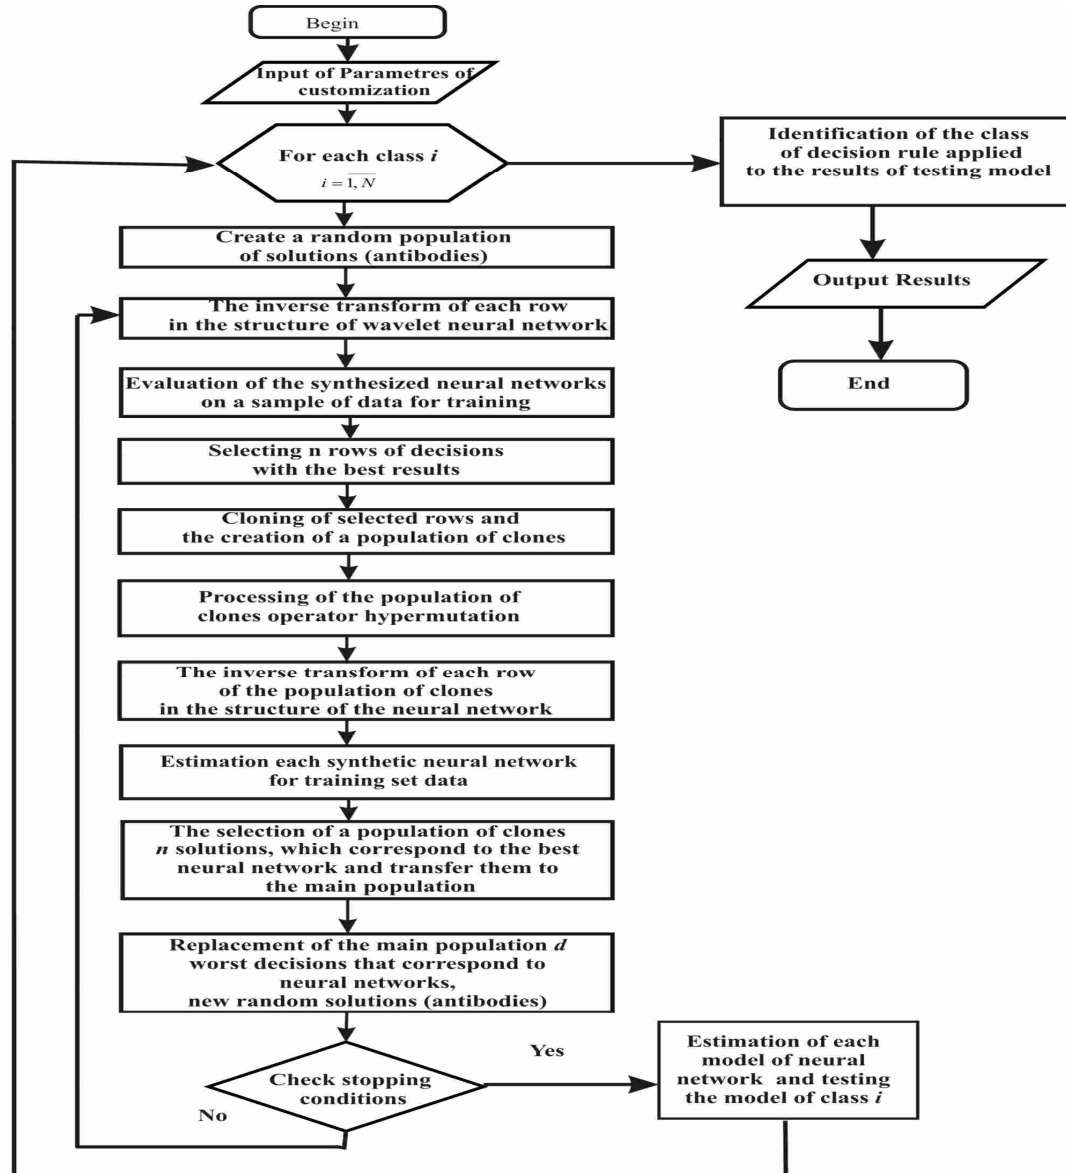 Begin
Input of Parametres of
customization
For each class i
i = 1, N
Create a random population
of solutions (antibodies)
The inverse transform of each row
in the structure of wavelet neural network
Evaluation of the synthesized neural networks
on a sample of data for training
Selecting n rows of decisions
with the best results
Cloning of selected rows and
the creation of a population of clones
Processing of the population of
clones operator hypermutation
The inverse transform of each row
of the population of clones
in the structure of the neural network
Estimation each synthetic neural network
for training set data
The selection of a population of clones
n solutions, which correspond to the best
neural network and transfer them to
the main population
Replacement of the main population d
worst decisions that correspond to
neural networks,
new random solutions (antibodies)
Check stopping
conditions
No
Yes
Estimation of each
model of neural
network and testing
the model of class i
Identification of the class
of decision rule applied
to the results of testing model
Output Results
End